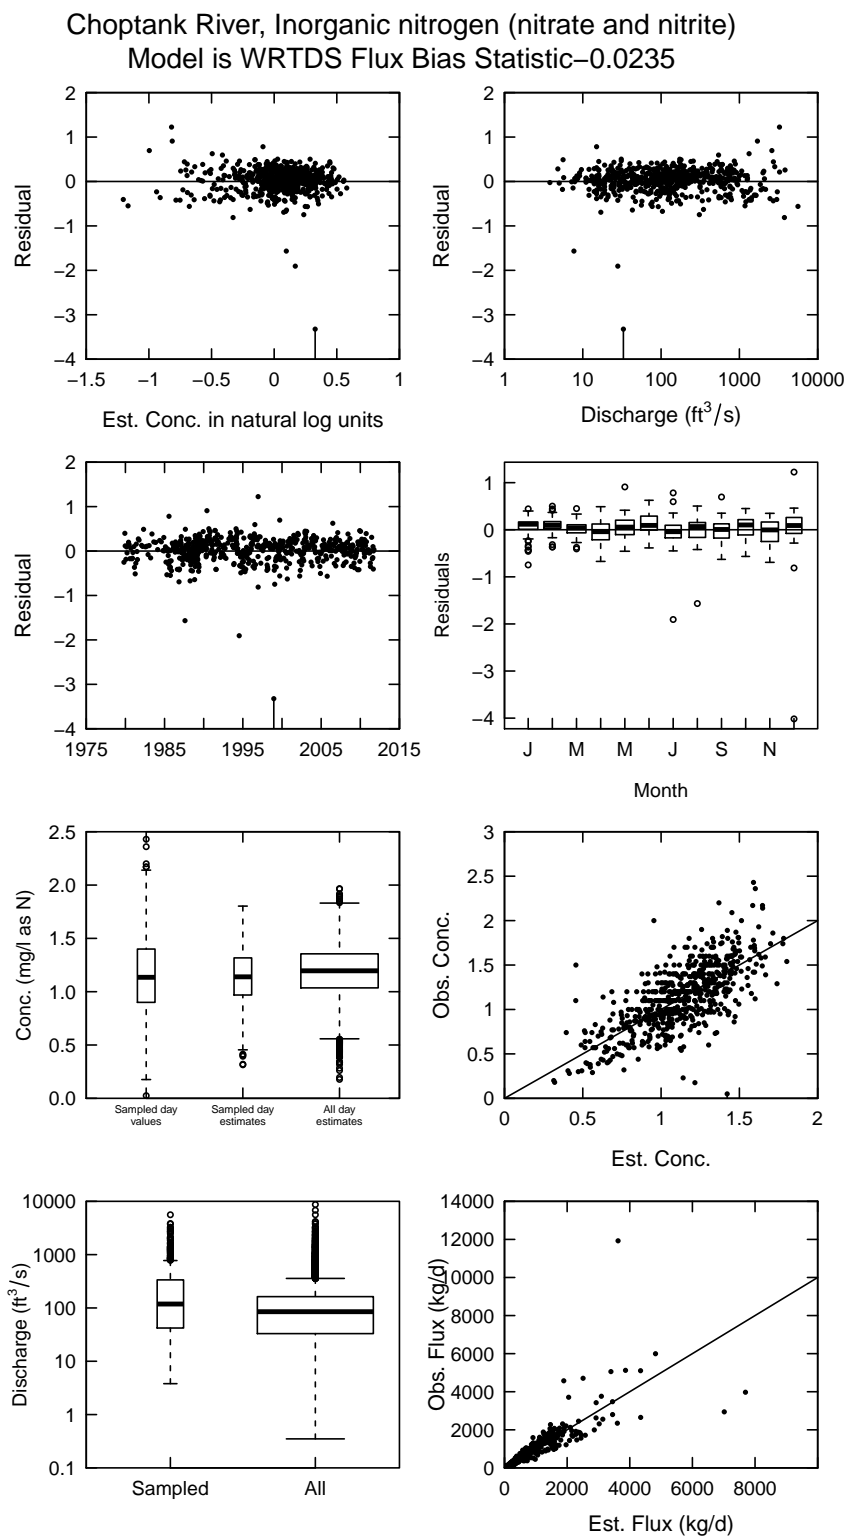 Choptank River, Inorganic nitrogen (nitrate and nitrite)
Model is WRTDS Flux Bias Statistic−0.0235
2
1
0
−1
−2
−3
−4
Residual
−1.5 −1 −0.5 0 0.5 1
Est. Conc. in natural log units
2
1
0
−1
−2
−3
−4
Residual
1 10 100 1000 10000
Discharge (ft³/s)
2
1
0
−1
−2
−3
−4
Residual
1975 1985 1995 2005 2015
1
0
−1
−2
−3
−4
Residuals
J M M J S N
Month
2.5
2.0
1.5
1.0
0.5
0.0
Conc. (mg/l as N)
Sampled day values
Sampled day estimates
All day estimates
3
2.5
2
1.5
1
0.5
0
Obs. Conc.
0 0.5 1 1.5 2
Est. Conc.
10000
1000
100
10
1
0.1
Discharge (ft³/s)
Sampled All
14000
12000
10000
8000
6000
4000
2000
0
Obs. Flux (kg/d)
0 2000 4000 6000 8000
Est. Flux (kg/d)